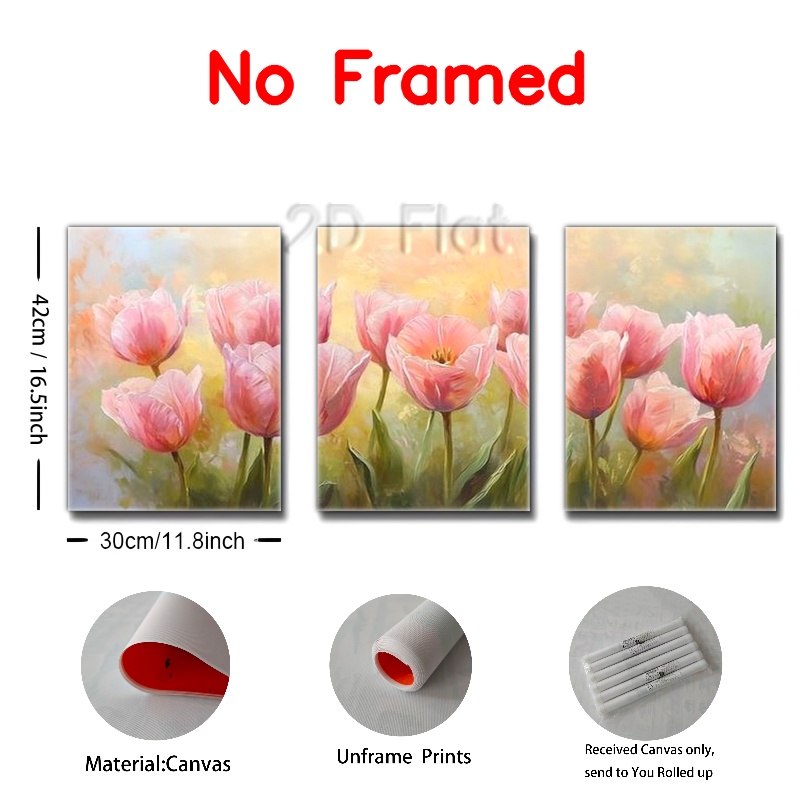 No Framed
2D Flat.
42cm / 16.5inch
30cm/11.8inch
Material:Canvas
Unframe Prints
Received Canvas only,
send to You Rolled up